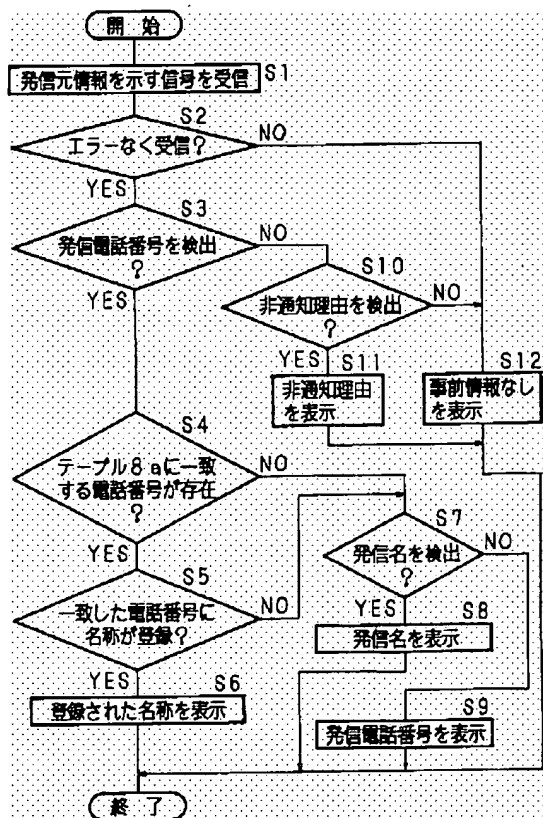 開 始
発信元情報を示す信号を受信
S1
S2
エラーなく受信?
NO
YES
S3
発信電話番号を検出
?
NO
YES
S10
非通知理由を検出
?
NO
YES
S11
非通知理由
を表示
S12
事前情報なし
を表示
S4
テーブル8aに一致
する電話番号が存在
?
NO
YES
S7
発信名を検出
?
NO
YES
S5
一致した電話番号に
名称が登録?
NO
YES
S8
発信名を表示
S6
登録された名称を表示
S9
発信電話番号を表示
終 了